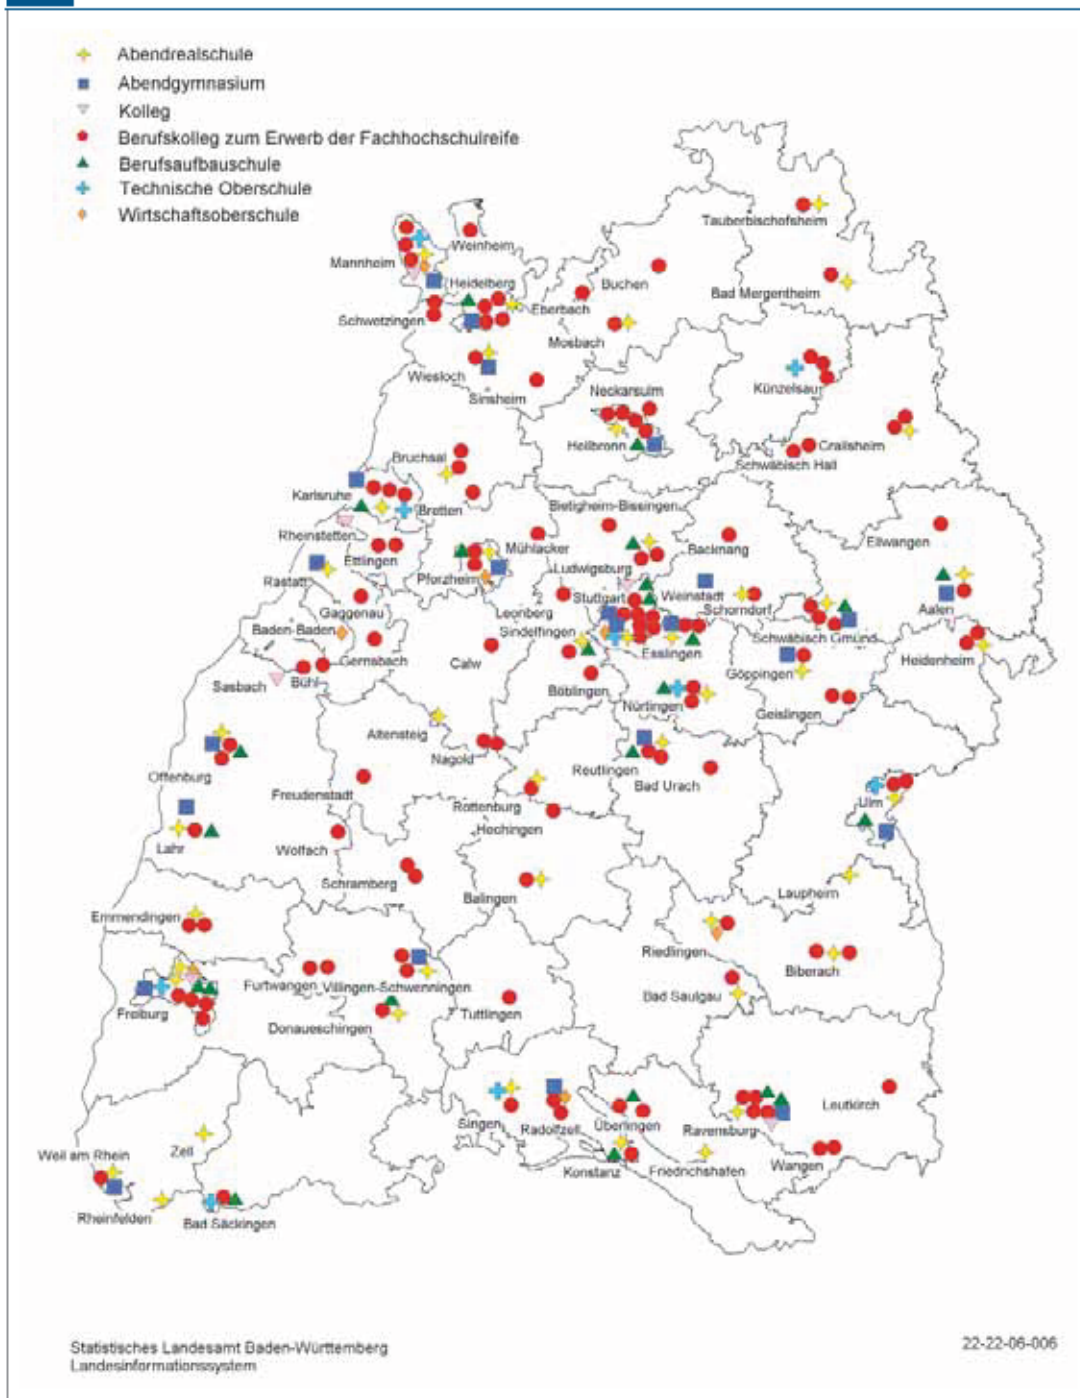 Abendrealschule
Abendgymnasium
Kolleg
Berufskolleg zum Erwerb der Fachhochschulreife
Berufsaufbauschule
Technische Oberschule
Wirtschaftsoberschule
Tauberbischofsheim
Weinheim
Mannheim
Heidelberg
Buchen
Bad Mergentheim
Eberbach
Schwetzingen
Mosbach
Wiesloch
Sinsheim
Neckarsulm
Künzelsau
Heilbronn
Crailsheim
Schwäbisch Hall
Bruchsal
Karlsruhe
Bretten
Bietigheim-Bissingen
Rheinstetten
Ettlingen
Mühlacker
Backnang
Ellwangen
Ludwigsburg
Rastatt
Pforzheim
Gaggenau
Leonberg
Stuttgart
Weinstadt
Schorndorf
Aalen
Baden-Baden
Sindelfingen
Schwäbisch Gmünd
Esslingen
Gernsbach
Calw
Heidenheim
Göppingen
Sasbach
Bühl
Böblingen
Nürtingen
Geislingen
Altensteig
Nagold
Reutlingen
Bad Urach
Offenburg
Freudenstadt
Rottenburg
Ulm
Hechingen
Lahr
Wolfach
Schramberg
Balingen
Laupheim
Emmendingen
Riedlingen
Biberach
Furtwangen
Villingen-Schwenningen
Bad Saulgau
Freiburg
Donaueschingen
Tuttlingen
Leutkirch
Singen
Radolfzell
Überlingen
Ravensburg
Zell
Weil am Rhein
Konstanz
Friedrichshafen
Wangen
Rheinfelden
Bad Säckingen
Statistisches Landesamt Baden-Württemberg
Landesinformationssystem
22-22-06-006